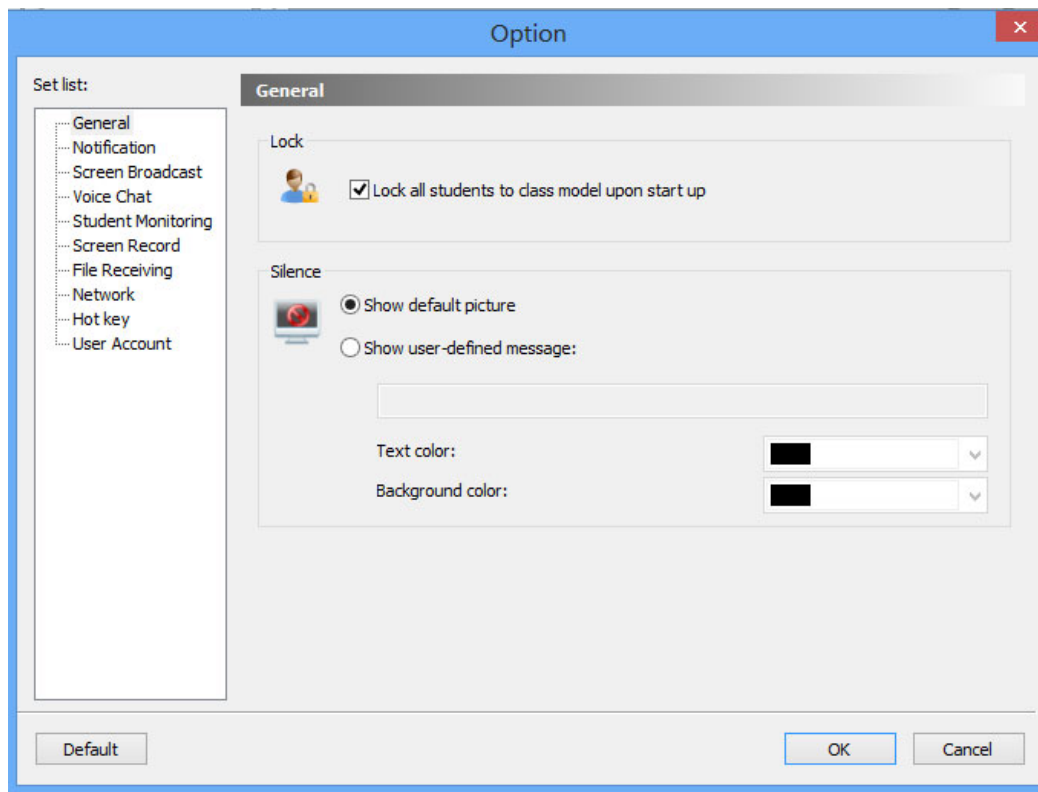 Option
Set list:
General
Notification
Screen Broadcast
Voice Chat
Student Monitoring
Screen Record
File Receiving
Network
Hot key
User Account
General
Lock
Lock all students to class model upon start up
Silence
Show default picture
Show user-defined message:
Text color:
Background color:
Default
OK
Cancel